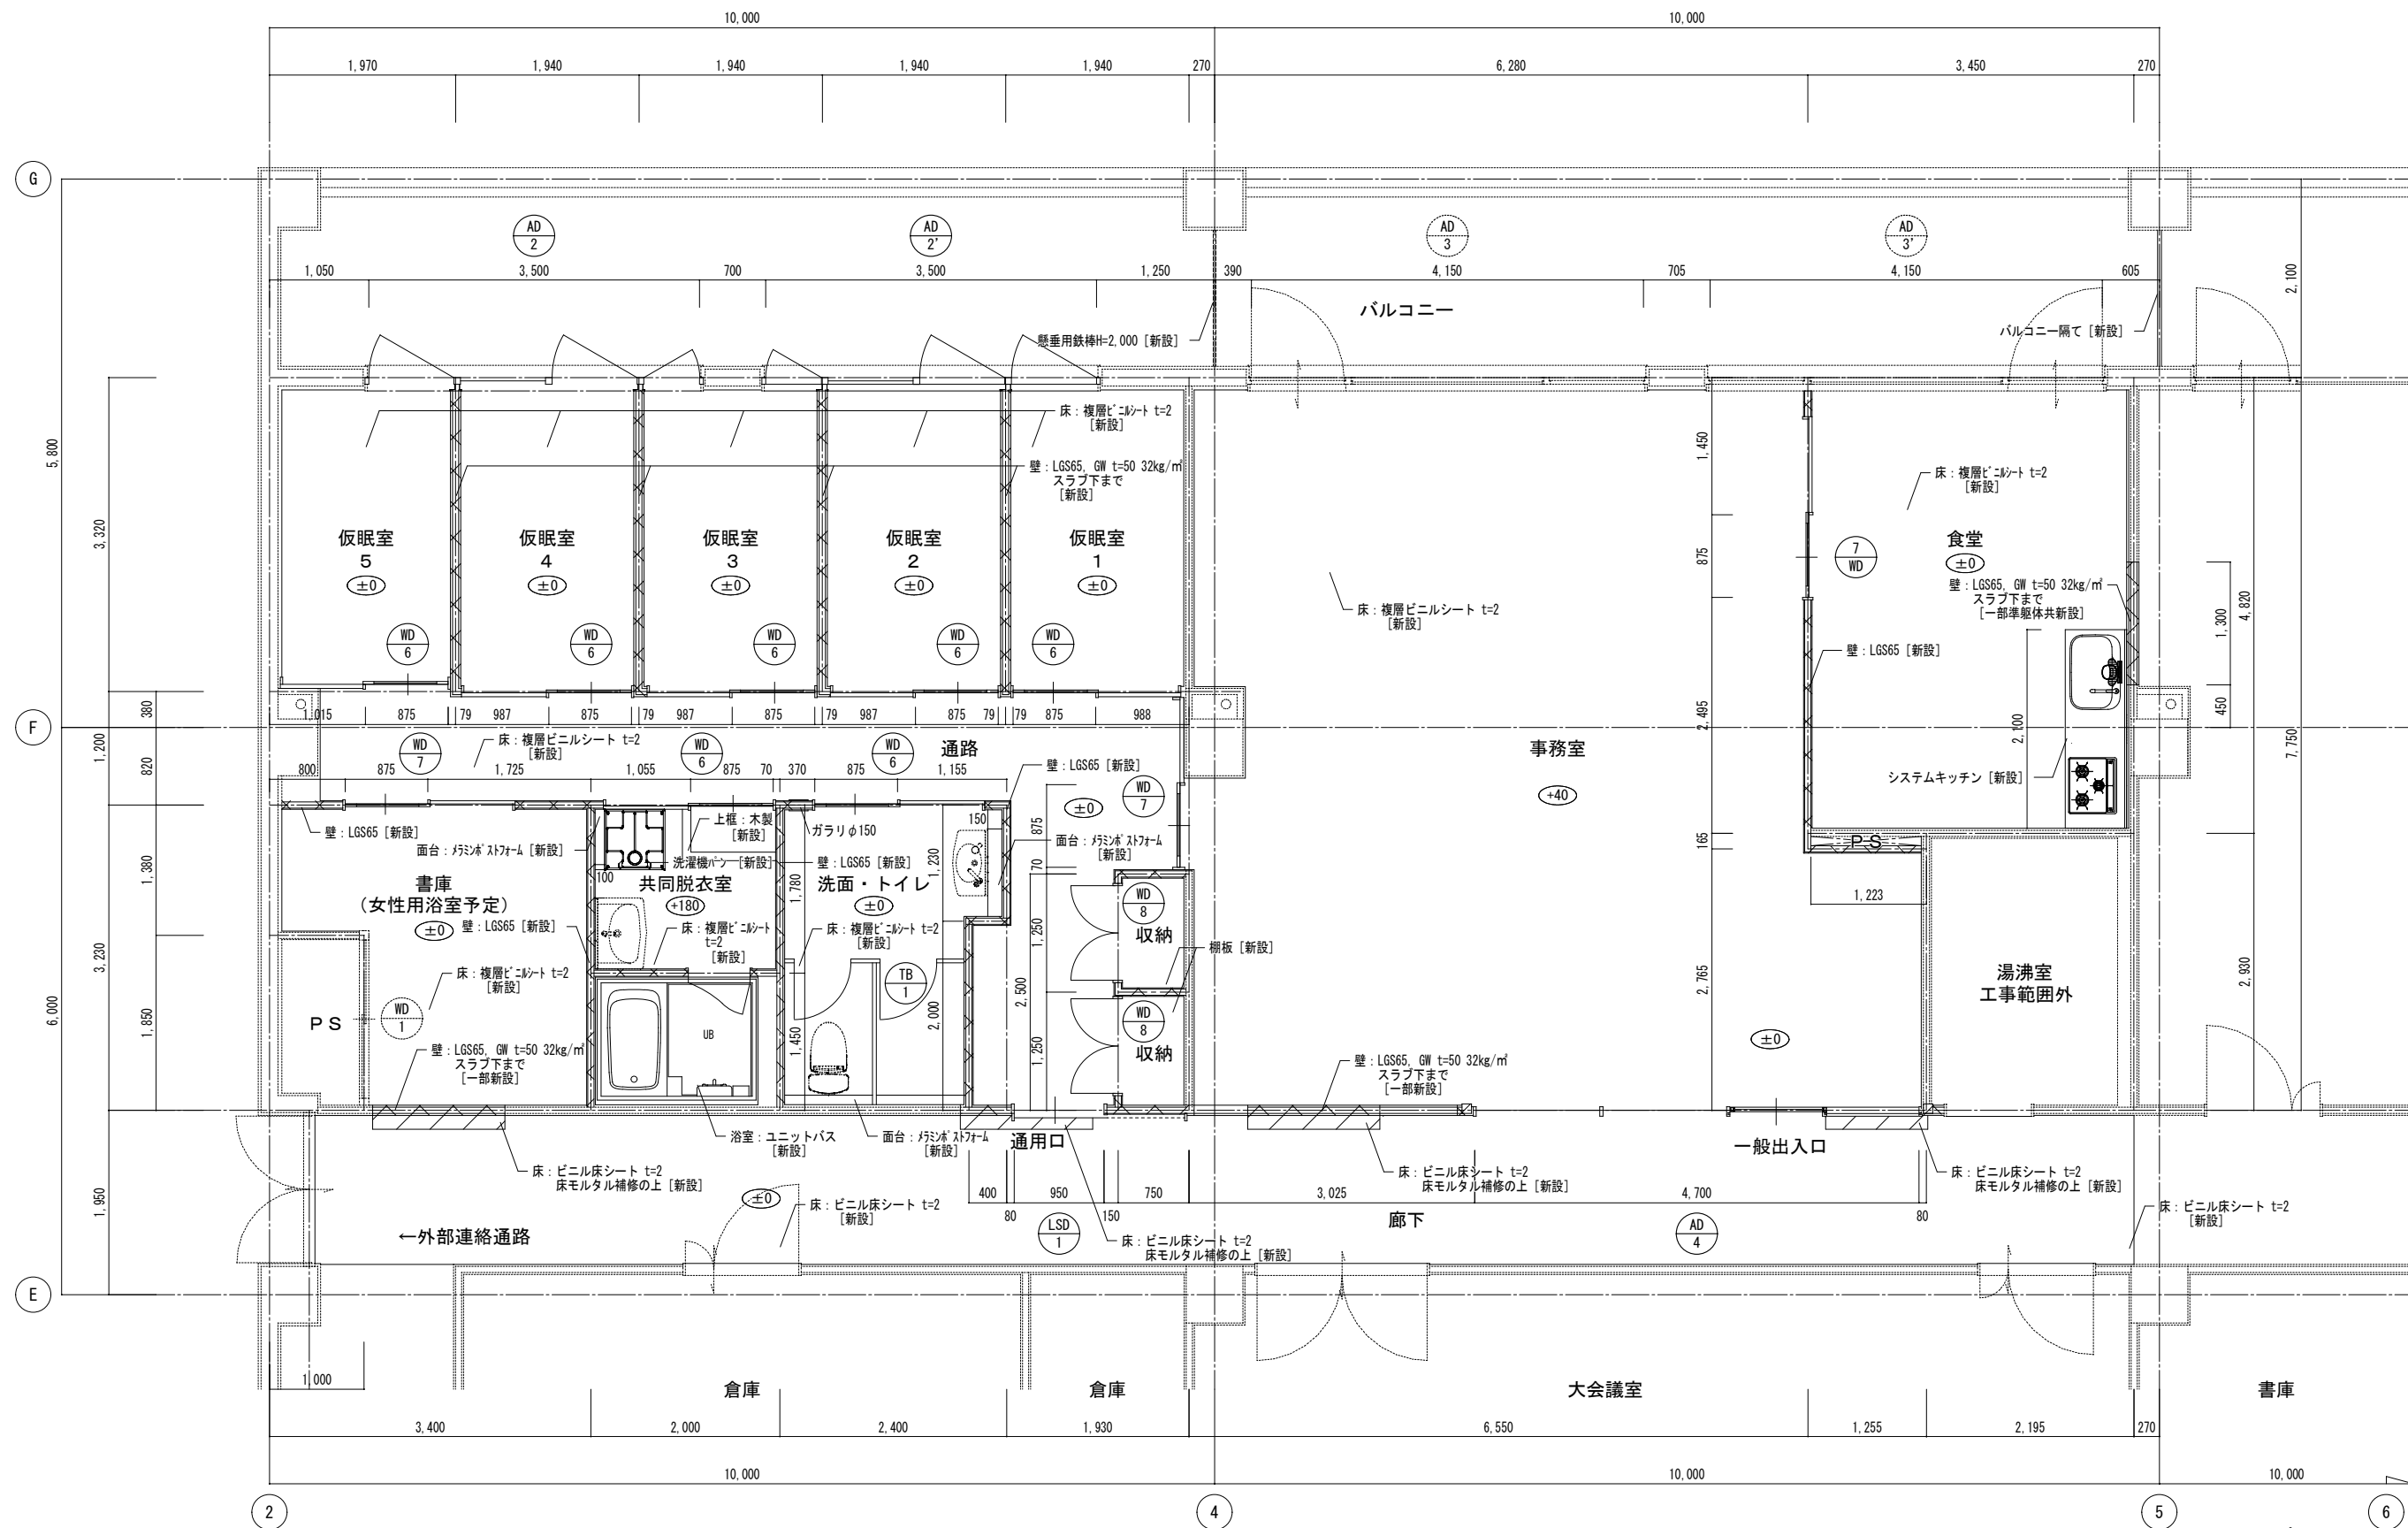 10,000
10,000
1,970
1,940
1,940
1,940
1,940
270
6,280
3,450
270
G
AD
2
AD
2'
AD
3
AD
3'
1,050
3,500
700
3,500
1,250
390
4,150
705
4,150
605
2,100
バルコニー
懸垂用鉄棒H=2,000 [新設]
バルコニー隔て [新設]
床：複層ビニルシート t=2
[新設]
壁：LGS65, GW t=50 32kg/㎡
スラブ下まで
[新設]
5,800
3,320
1,450
875
床：複層ビニルシート t=2
[新設]
仮眠室
5
±0
仮眠室
4
±0
仮眠室
3
±0
仮眠室
2
±0
仮眠室
1
±0
7
WD
食堂
±0
壁：LGS65, GW t=50 32kg/㎡
スラブ下まで
[一部準躯体共新設]
床：複層ビニルシート t=2
[新設]
1,300
4,820
WD
6
WD
6
WD
6
WD
6
WD
6
壁：LGS65 [新設]
380
1,015
875
79
987
875
79
987
875
79
987
875
79
79
875
988
2,495
2,100
450
7,750
F
1,200
820
床：複層ビニルシート t=2
[新設]
WD
7
WD
6
WD
6
通路
事務室
+40
システムキッチン [新設]
800
875
1,725
1,055
875
70
370
875
1,155
壁：LGS65 [新設]
±0
WD
7
壁：LGS65 [新設]
面台：メラミンポストフォーム [新設]
上框：木製
[新設]
ガラリφ150
150
875
面台：メラミンポストフォーム
[新設]
洗濯機パン [新設]
壁：LGS65 [新設]
1,230
70
165
PS
1,380
100
書庫
(女性用浴室予定)
±0
共同脱衣室
+180
1,780
洗面・トイレ
±0
1,223
WD
8
収納
棚板 [新設]
壁：LGS65 [新設]
床：複層ビニルシート
t=2
[新設]
床：複層ビニルシート t=2
[新設]
1,250
3,230
床：複層ビニルシート t=2
[新設]
TB
1
2,500
2,765
湯沸室
工事範囲外
2,930
6,000
PS
WD
1
1,850
UB
1,450
2,000
WD
8
収納
1,250
±0
壁：LGS65, GW t=50 32kg/㎡
スラブ下まで
[一部新設]
壁：LGS65, GW t=50 32kg/㎡
スラブ下まで
[一部新設]
浴室：ユニットバス
[新設]
面台：メラミンポストフォーム
[新設]
通用口
一般出入口
床：ビニル床シート t=2
床モルタル補修の上 [新設]
床：ビニル床シート t=2
床モルタル補修の上 [新設]
床：ビニル床シート t=2
床モルタル補修の上 [新設]
1,950
±0
床：ビニル床シート t=2
[新設]
400
80
950
150
750
3,025
4,700
80
LSD
1
廊下
AD
4
床：ビニル床シート t=2
[新設]
←外部連絡通路
床：ビニル床シート t=2
床モルタル補修の上 [新設]
E
1,000
倉庫
倉庫
大会議室
書庫
3,400
2,000
2,400
1,930
6,550
1,255
2,195
270
10,000
10,000
10,000
2
4
5
6